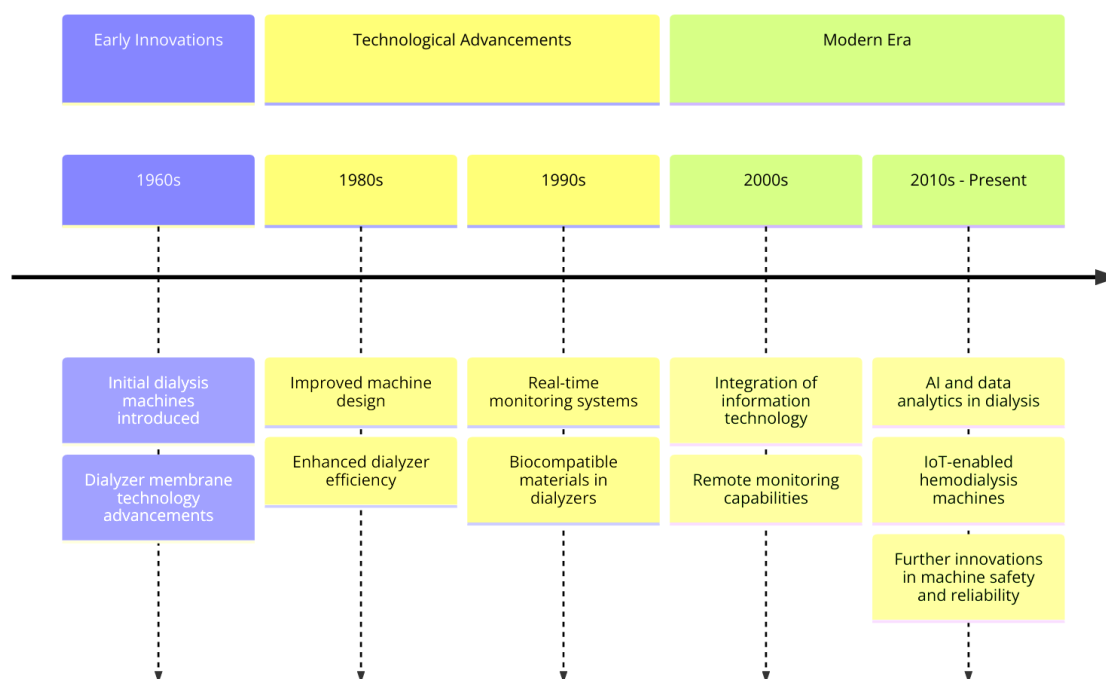 Early Innovations
Technological Advancements
Modern Era
1960s
1980s
1990s
2000s
2010s - Present
Initial dialysis
machines
introduced
Dialyzer membrane
technology
advancements
Improved machine
design
Enhanced dialyzer
efficiency
Real-time
monitoring systems
Biocompatible
materials in
dialyzers
Integration of
information
technology
Remote monitoring
capabilities
AI and data
analytics in dialysis
IoT-enabled
hemodialysis
machines
Further innovations
in machine safety
and reliability